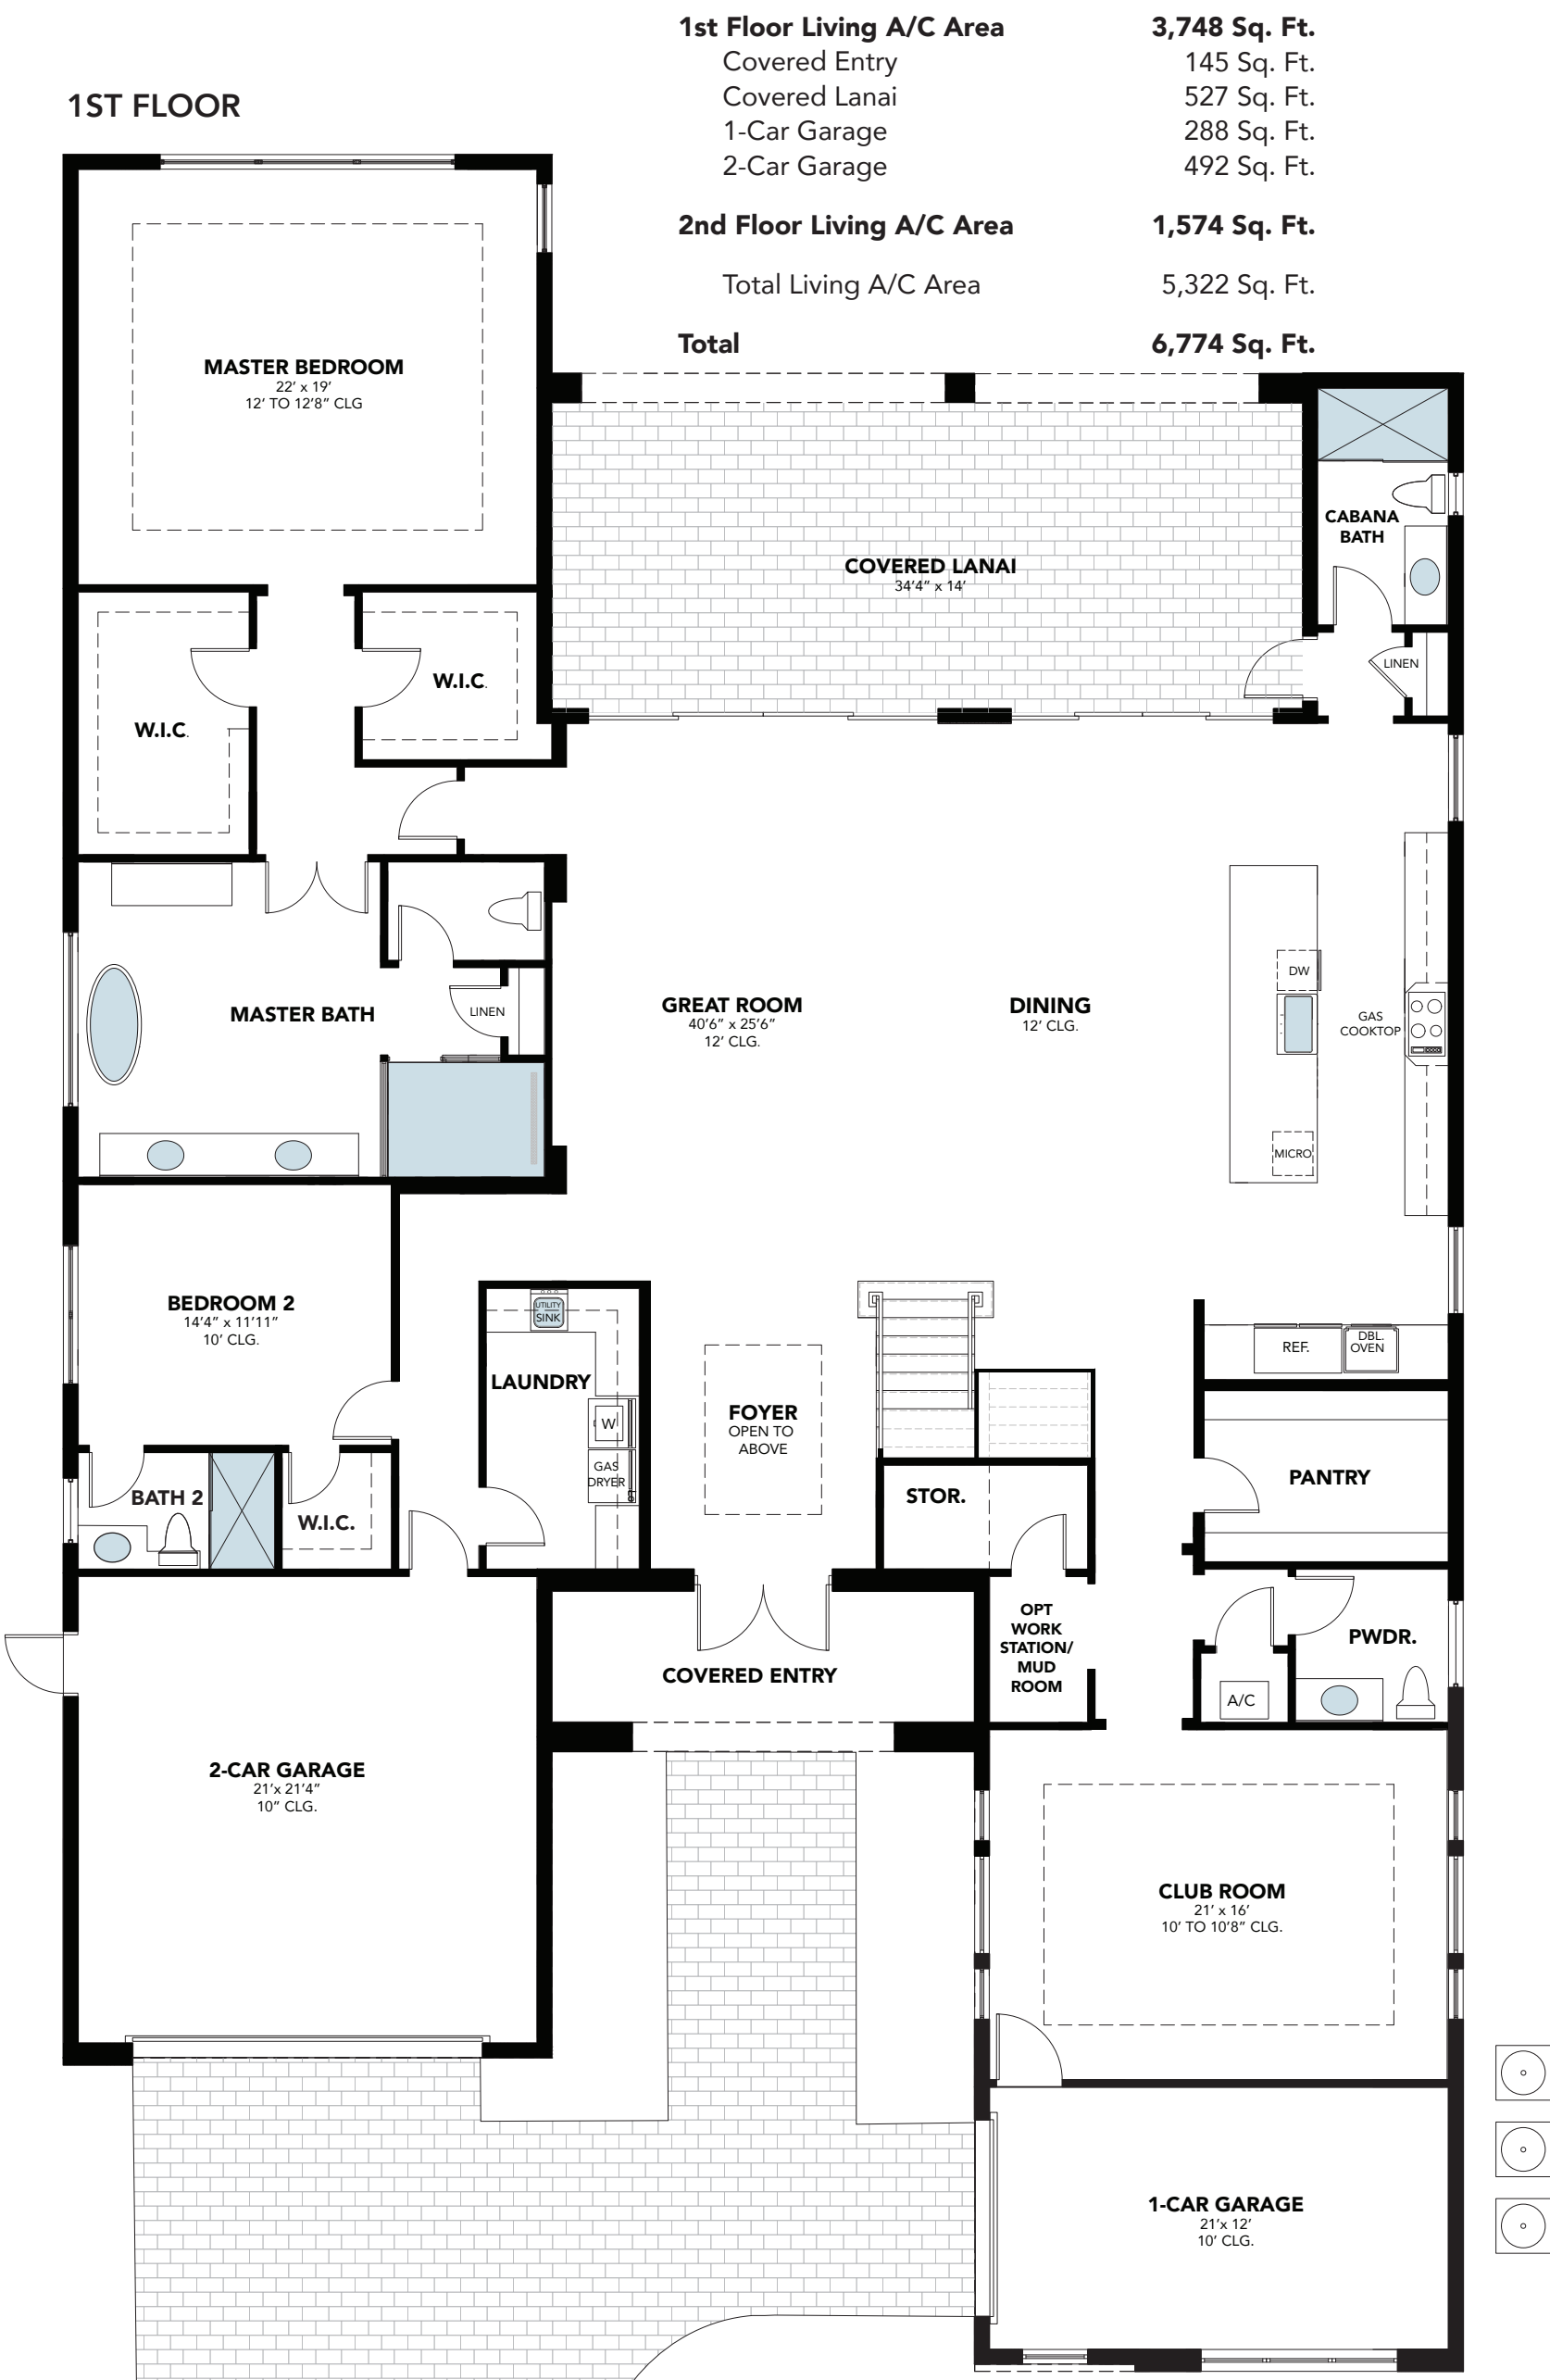 1st Floor Living A/C Area 3,748 Sq. Ft.
Covered Entry 145 Sq. Ft.
Covered Lanai 527 Sq. Ft.
1-Car Garage 288 Sq. Ft.
2-Car Garage 492 Sq. Ft.
2nd Floor Living A/C Area 1,574 Sq. Ft.
Total Living A/C Area 5,322 Sq. Ft.
Total 6,774 Sq. Ft.
1ST FLOOR
MASTER BEDROOM
22' x 19'
12' TO 12'8" CLG
COVERED LANAI
34'4" x 14'
CABANA
BATH
LINEN
W.I.C.
W.I.C.
MASTER BATH
LINEN
GREAT ROOM
40'6" x 25'6"
12' CLG.
DINING
12' CLG.
DW
MICRO
GAS
COOKTOP
BEDROOM 2
14'4" x 11'11"
10' CLG.
UTILITY
SINK
LAUNDRY
W
GAS
DRYER
FOYER
OPEN TO
ABOVE
REF.
DBL.
OVEN
PANTRY
STOR.
BATH 2
W.I.C.
OPT
WORK
STATION/
MUD
ROOM
PWDR.
A/C
COVERED ENTRY
2-CAR GARAGE
21'x 21'4"
10" CLG.
CLUB ROOM
21' x 16'
10' TO 10'8" CLG.
1-CAR GARAGE
21'x 12'
10' CLG.